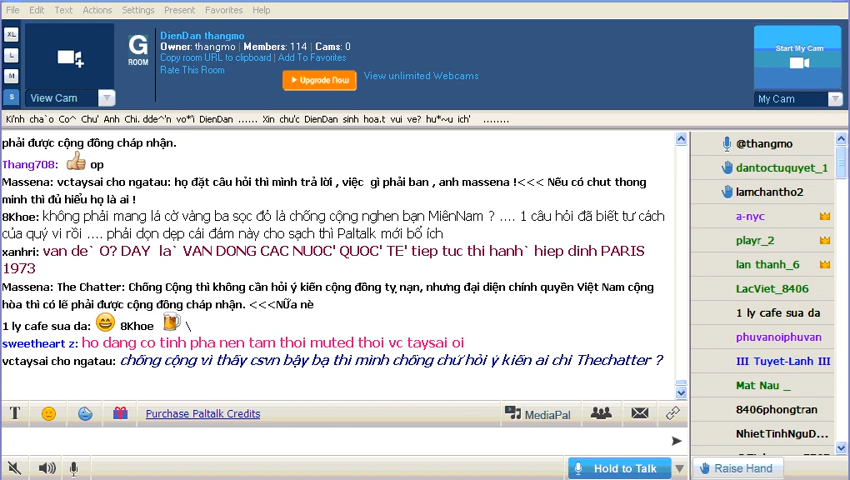 File Edit Text Actions Settings Present Favorites Help
XL
L
M
S
View Cam
G
ROOM
DienDan thangmo
Owner: thangmo | Members: 114 | Cams: 0
Copy room URL to clipboard | Add To Favorites
Rate This Room
Upgrade Now
View unlimited Webcams
Start My Cam
My Cam
Ki'nh cha`o Co^ Chu' Anh Chi. dde^'n vo*'i DienDan ...... Xin chu'c DienDan sinh hoa.t vui ve? hu*~u ich' ........
phải được cộng đồng chấp nhận.
Thang708: op
Massena: vctaysai cho ngatau: họ đặt câu hỏi thì mình trả lời , việc gì phải ban , anh massena !<<< Nếu có chut thong
minh thì đủ hiểu họ là ai !
8Khoe: không phải mang lá cờ vàng ba sọc đỏ là chống cộng nghen bạn MiênNam ? .... 1 câu hỏi đã biết tư cách
của quý vi rồi .... phải dọn dẹp cái đám này cho sạch thì Paltalk mới bổ ích
xanhri: van de` O? DAY la` VAN DONG CAC NUOC' QUOC' TE' tiep tuc thi hanh` hiep dinh PARIS
1973
Massena: The Chatter: Chống Cộng thì không cần hỏi ý kiến cộng đồng tỵ nạn, nhưng đại diện chính quyền Việt Nam cộng
hòa thì có lẽ phải được cộng đồng chấp nhận. <<<Nữa nè
1 ly cafe sua da: 8Khoe \
sweetheart z: ho dang co tinh pha nen tam thoi muted thoi vc taysai oi
vctaysai cho ngatau: chống cộng vì thấy csvn bậy bạ thì mình chống chứ hỏi ý kiến ai chi Thechatter ?
T
Purchase Paltalk Credits
MediaPal
Hold to Talk
@thangmo
dantoctuquyet_1
lamchantho2
a-nyc
playr_2
lan thanh_6
LacViet_8406
1 ly cafe sua da
phuvanoiphuvan
III Tuyet-Lanh III
Mat Nau _
8406phongtran
NhietTinhNguD...
Raise Hand